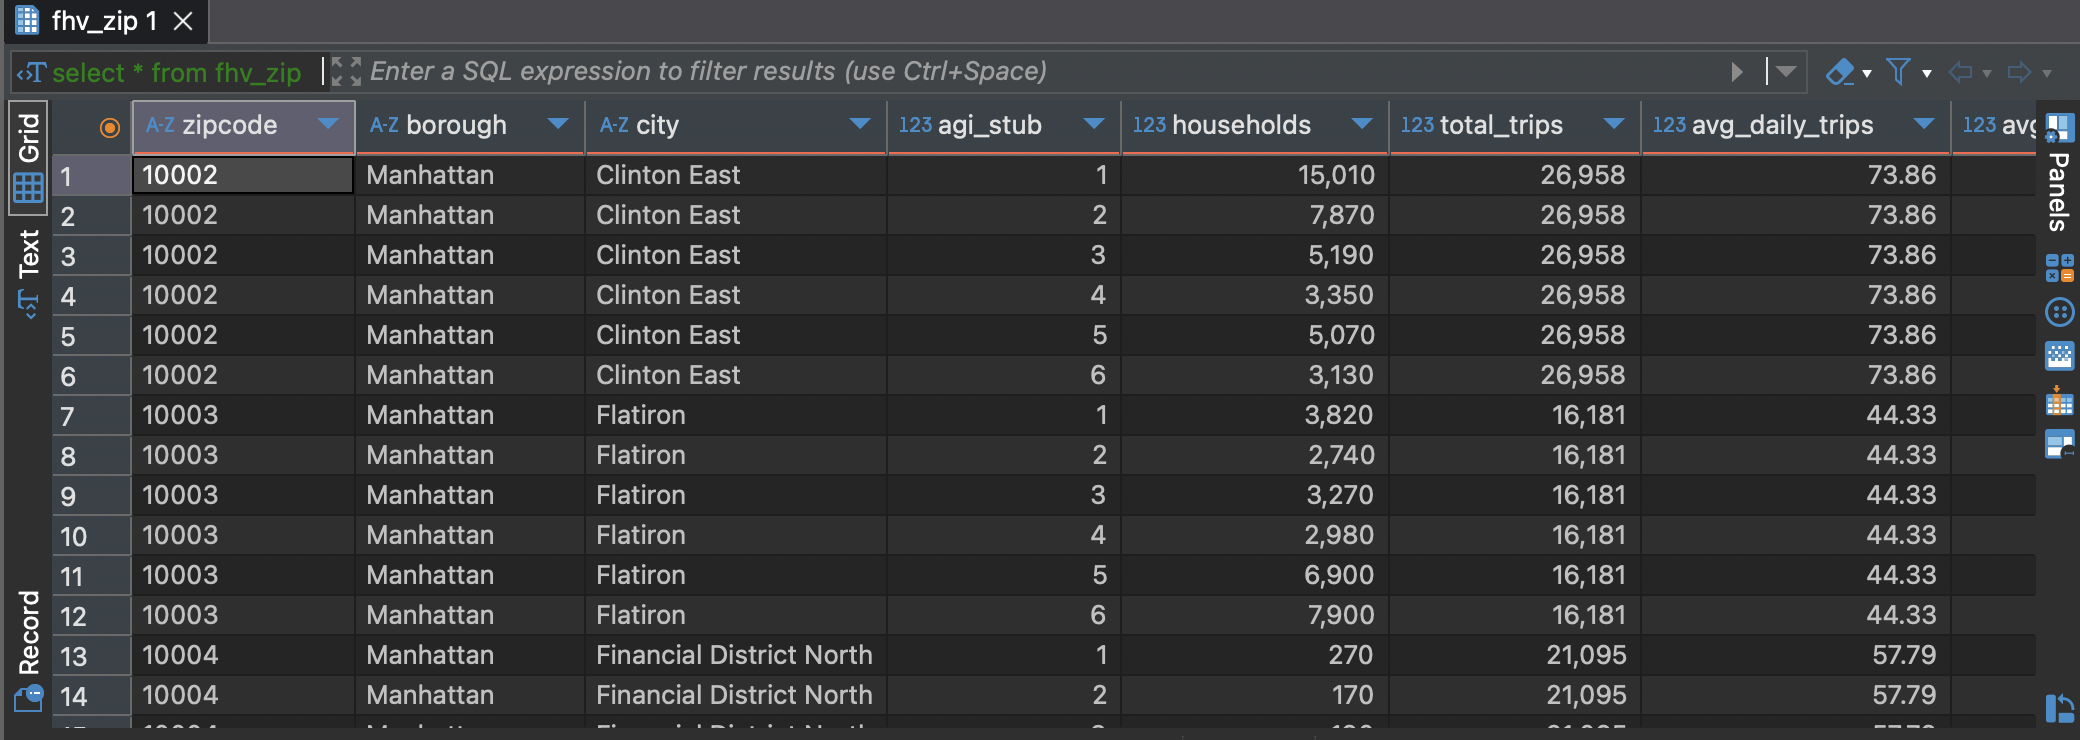 fhv_zip 1
select * from fhv_zip Enter a SQL expression to filter results (use Ctrl+Space)
Grid
Text
Record
A-Z zipcode A-Z borough A-Z city 123 agi_stub 123 households 123 total_trips 123 avg_daily_trips 123 avg
1 10002 Manhattan Clinton East 1 15,010 26,958 73.86
2 10002 Manhattan Clinton East 2 7,870 26,958 73.86
3 10002 Manhattan Clinton East 3 5,190 26,958 73.86
4 10002 Manhattan Clinton East 4 3,350 26,958 73.86
5 10002 Manhattan Clinton East 5 5,070 26,958 73.86
6 10002 Manhattan Clinton East 6 3,130 26,958 73.86
7 10003 Manhattan Flatiron 1 3,820 16,181 44.33
8 10003 Manhattan Flatiron 2 2,740 16,181 44.33
9 10003 Manhattan Flatiron 3 3,270 16,181 44.33
10 10003 Manhattan Flatiron 4 2,980 16,181 44.33
11 10003 Manhattan Flatiron 5 6,900 16,181 44.33
12 10003 Manhattan Flatiron 6 7,900 16,181 44.33
13 10004 Manhattan Financial District North 1 270 21,095 57.79
14 10004 Manhattan Financial District North 2 170 21,095 57.79
Panels